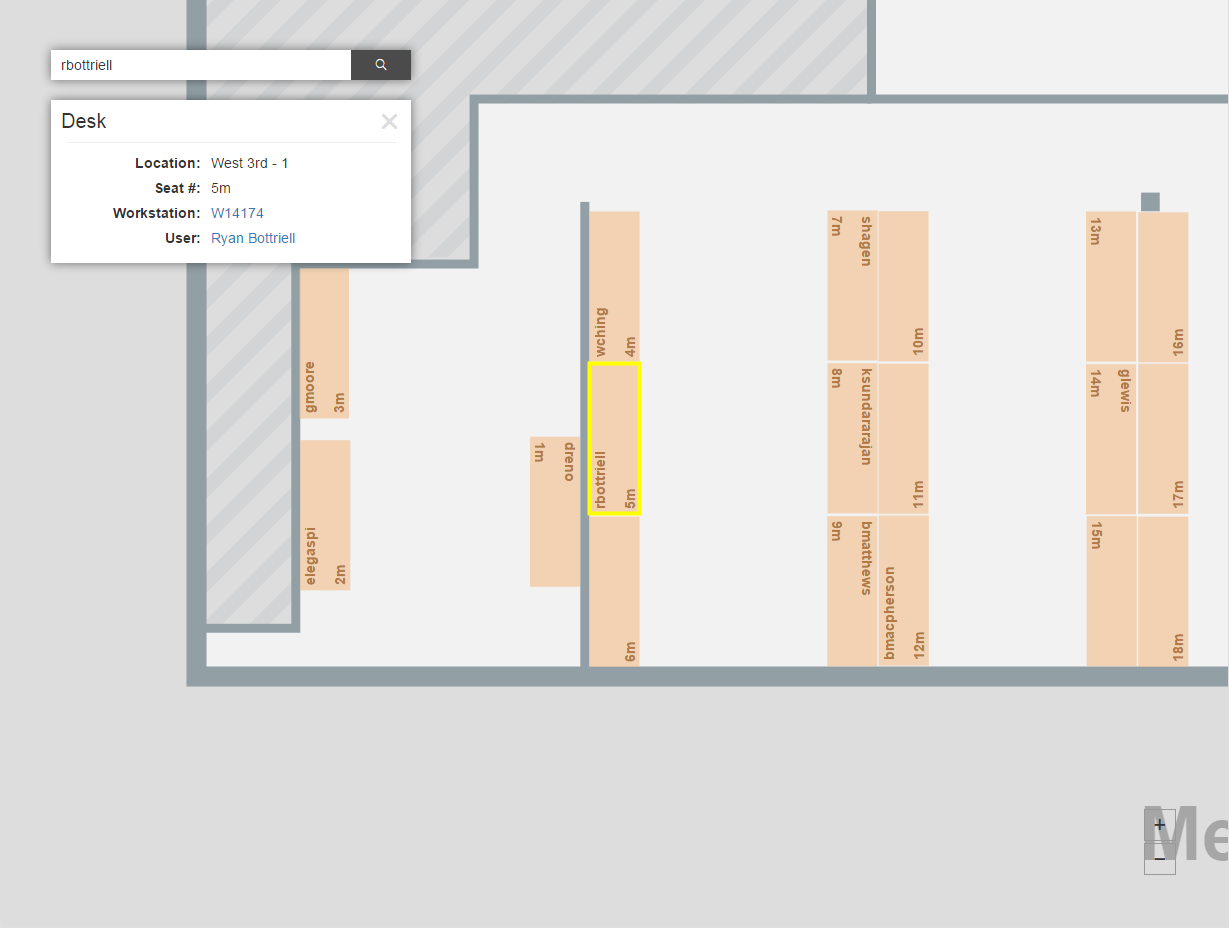 rbottriell
Desk
Location: West 3rd - 1
Seat #: 5m
Workstation: W14174
User: Ryan Bottriell
gmoore
3m
elegaspi
2m
1m
doreno
wching
4m
rbottriell
5m
6m
7m
shagen
10m
8m
ksundararajan
11m
9m
bmatthews
bmacpherson
12m
13m
16m
14m
glewis
17m
15m
18m
+
−
Me